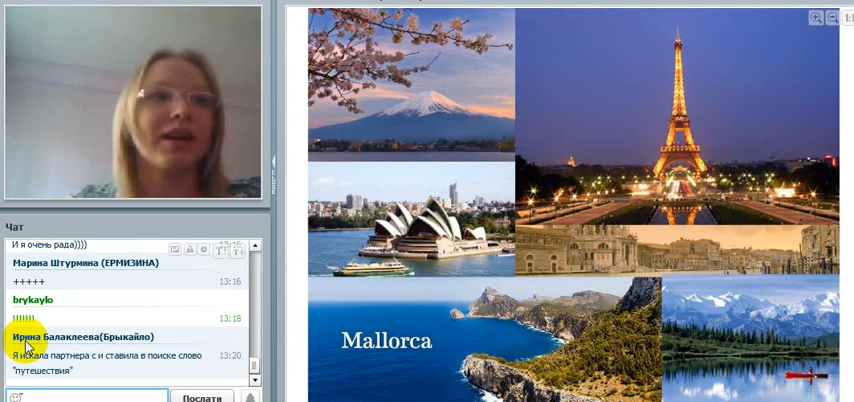 Чат
И я очень рада))))
13:16
Марина Штурмина (ЕРМИЗИНА)
+++++
13:16
brykaylo
!!!!!!!
13:18
Ирина Балаклеева(Брыкайло)
Я искала партнера с и ставила в поиске слово
13:20
"путешествия"
Послати
Mallorca